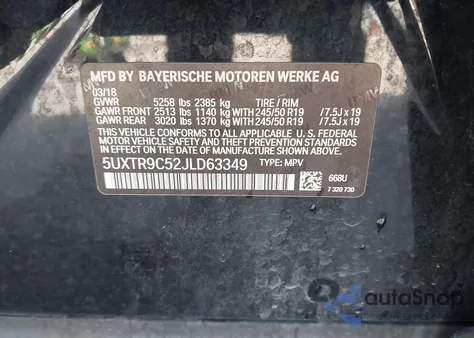 MFD BY BAYERISCHE MOTOREN WERKE AG
03/18
GVWR 5258 lbs 2385 kg TIRE / RIM
GAWR FRONT 2513 lbs 1140 kg 245/50 R19 / 7.5J x 19
GAWR REAR 3020 lbs 1370 kg 245/50 R19 / 7.5J x 19
THIS VEHICLE CONFORMS TO ALL APPLICABLE U.S. FEDERAL
MOTOR VEHICLE SAFETY, BUMPER, AND THEFT PREVENTION
STANDARDS IN EFFECT ON THE DATE OF MANUFACTURE SHOWN ABOVE.
5UXTR9C52JLD63349 TYPE: MPV
668U
7 320 730
autoSnap